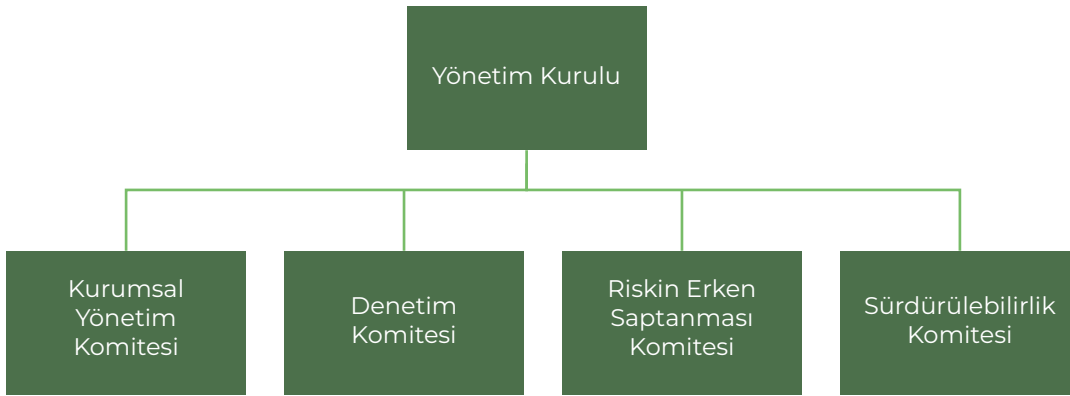 Yönetim Kurulu
Kurumsal
Yönetim
Komitesi
Denetim
Komitesi
Riskin Erken
Saptanması
Komitesi
Sürdürülebilirlik
Komitesi